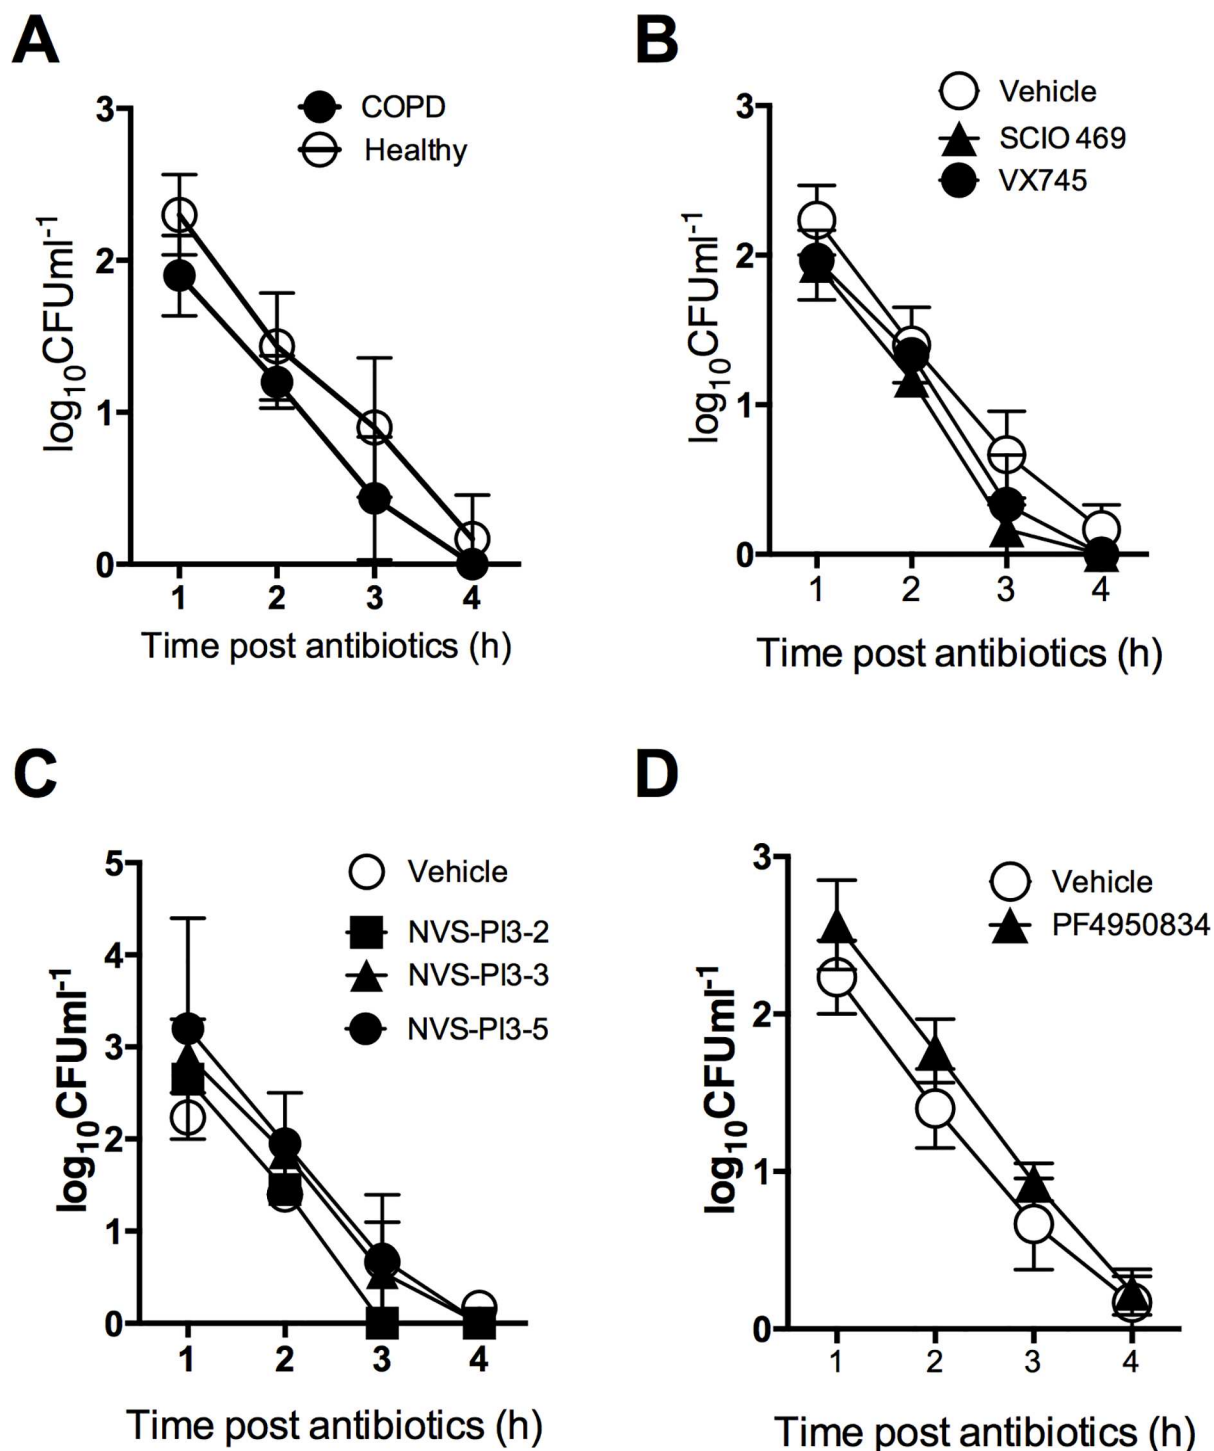 A
COPD
Healthy
3
2
1
0
log10CFUml-1
1 2 3 4
Time post antibiotics (h)
B
Vehicle
SCIO 469
VX745
3
2
1
0
log10CFUml-1
1 2 3 4
Time post antibiotics (h)
C
Vehicle
NVS-PI3-2
NVS-PI3-3
NVS-PI3-5
5
4
3
2
1
0
log10CFUml-1
1 2 3 4
Time post antibiotics (h)
D
Vehicle
PF4950834
3
2
1
0
log10CFUml-1
1 2 3 4
Time post antibiotics (h)